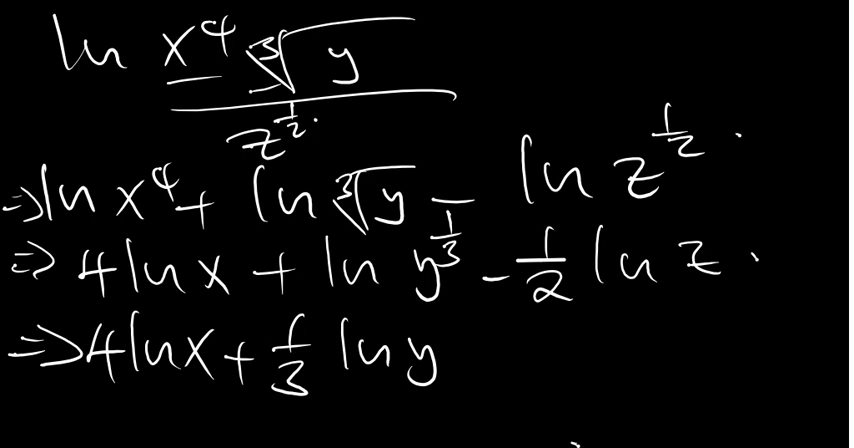 ln x⁴ ∛y / z^½
⇒ ln x⁴ + ln ∛y − ln z^½
⇒ 4 ln x + ln y^⅓ - ½ ln z
⇒ 4 ln x + ⅓ ln y